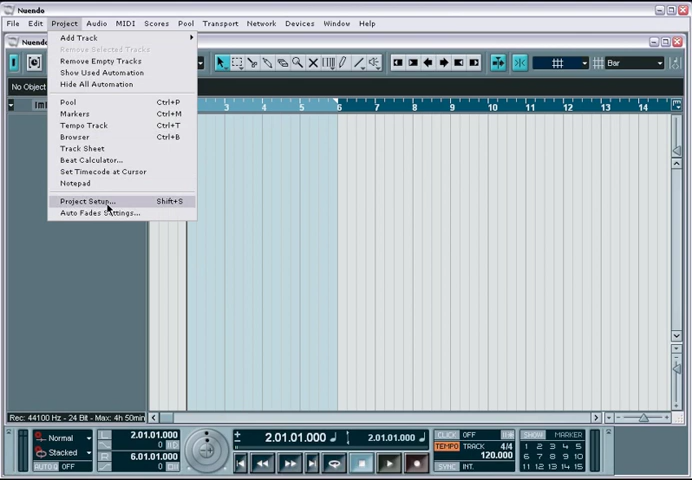 Nuendo
File Edit Project Audio MIDI Scores Pool Transport Network Devices Window Help
Nuendo
Add Track
Remove Selected Tracks
Remove Empty Tracks
Show Used Automation
Hide All Automation
Pool Ctrl+P
Markers Ctrl+M
Tempo Track Ctrl+T
Browser Ctrl+B
Track Sheet
Beat Calculator...
Set Timecode at Cursor
Notepad
Project Setup... Shift+S
Auto Fades Settings...
Bar
No Object
3 4 5 6 7 8 9 10 11 12 13 14
Rec: 44100 Hz - 24 Bit - Max: 4h 50min
Normal
Stacked
AUTO Q OFF
L 2.01.01.000
R 6.01.01.000
2.01.01.000 2.01.01.000
CLICK OFF
TEMPO TRACK 4/4
120.000
SYNC INT.
SHOW MARKER
1 2 3 4 5
6 7 8 9 10
11 12 13 14 15